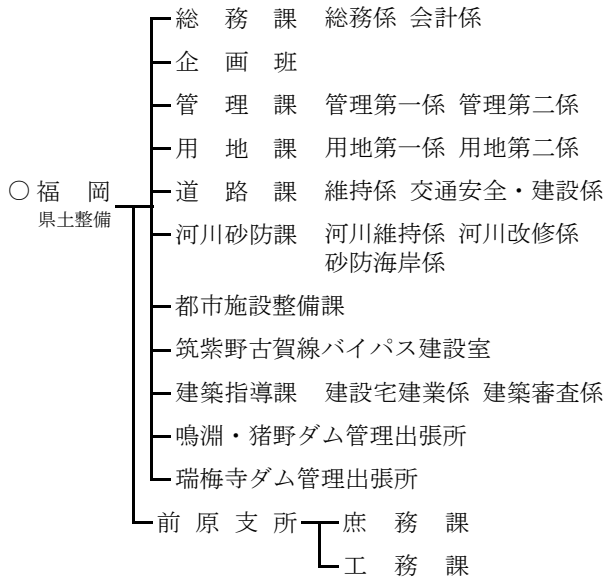 総務課 総務係 会計係
企画班
管理課 管理第一係 管理第二係
用地課 用地第一係 用地第二係
○福岡
県土整備
道路課 維持係 交通安全・建設係
河川砂防課 河川維持係 河川改修係
砂防海岸係
都市施設整備課
筑紫野古賀線バイパス建設室
建築指導課 建設宅建業係 建築審査係
鳴淵・猪野ダム管理出張所
瑞梅寺ダム管理出張所
前原支所 庶務課
工務課